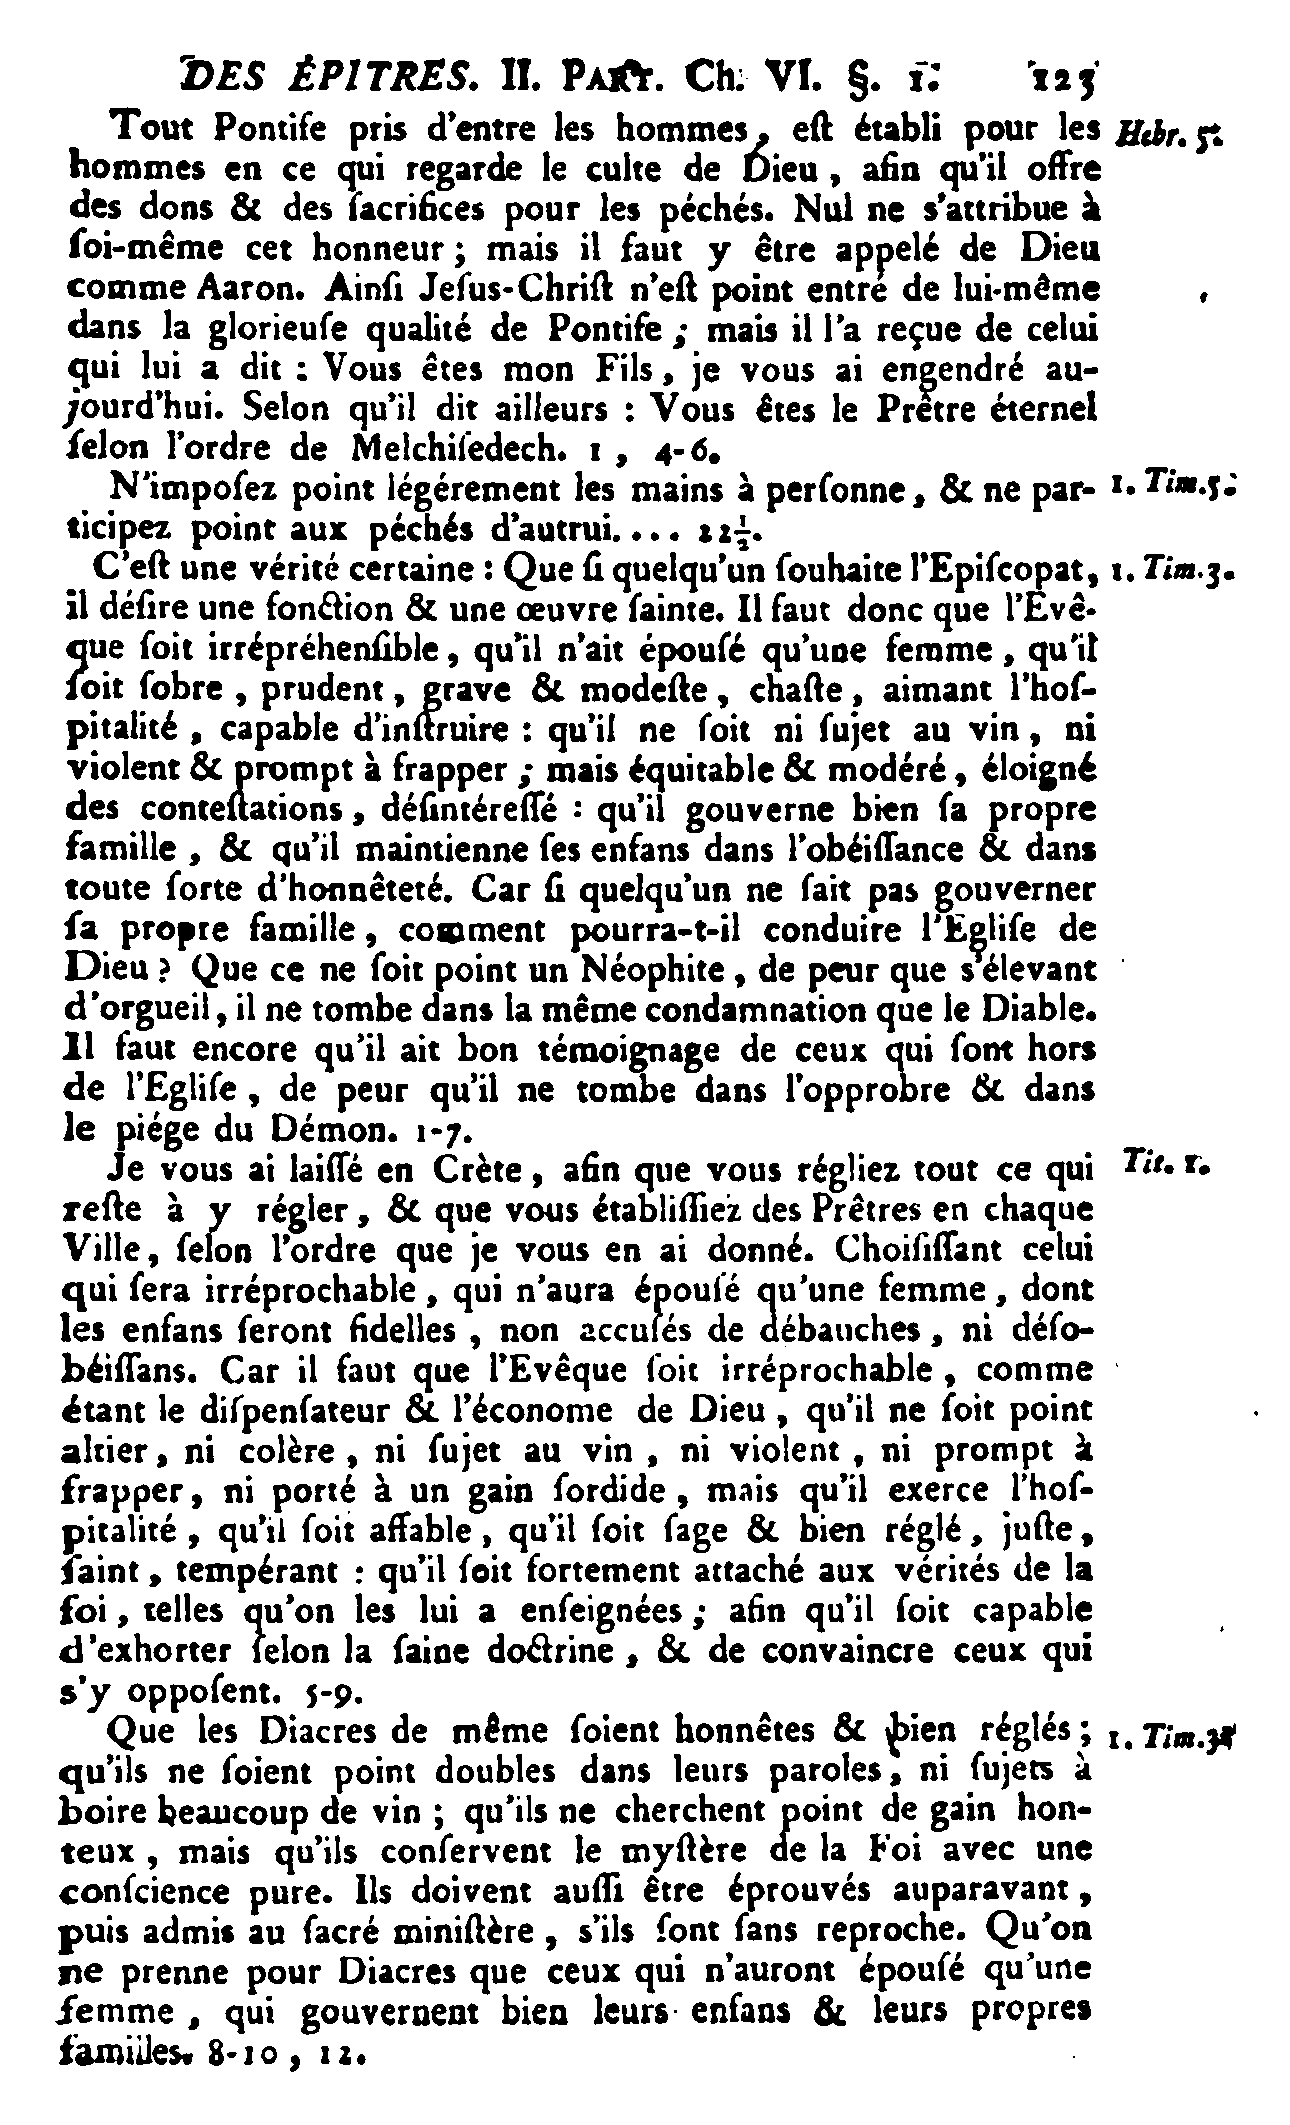 DES ÉPITRES. II. PART. Ch. VI. §. 1. 123
Tout Pontife pris d'entre les hommes, eſt établi pour les Hebr. 5.
hommes en ce qui regarde le culte de Dieu, afin qu'il offre
des dons & des ſacrifices pour les péchés. Nul ne s'attribue à
ſoi-même cet honneur; mais il faut y être appelé de Dieu
comme Aaron. Ainſi Jeſus-Chriſt n'eſt point entré de lui-même
dans la glorieuſe qualité de Pontife; mais il l'a reçue de celui
qui lui a dit : Vous êtes mon Fils, je vous ai engendré au-
jourd'hui. Selon qu'il dit ailleurs : Vous êtes le Prêtre éternel
ſelon l'ordre de Melchiſedech. 1, 4-6.
N'impoſez point légérement les mains à perſonne, & ne par- 1. Tim. 5.
ticipez point aux péchés d'autrui.... 22½.
C'eſt une vérité certaine : Que ſi quelqu'un ſouhaite l'Epiſcopat, 1. Tim. 3.
il déſire une fonction & une œuvre ſainte. Il faut donc que l'Evê-
que ſoit irrépréhenſible, qu'il n'ait épouſé qu'une femme, qu'il
ſoit ſobre, prudent, grave & modeſte, chaſte, aimant l'hoſ-
pitalité, capable d'inſtruire : qu'il ne ſoit ni ſujet au vin, ni
violent & prompt à frapper; mais équitable & modéré, éloigné
des conteſtations, déſintéreſſé : qu'il gouverne bien ſa propre
famille, & qu'il maintienne ſes enfans dans l'obéiſſance & dans
toute ſorte d'honnêteté. Car ſi quelqu'un ne ſait pas gouverner
ſa propre famille, comment pourra-t-il conduire l'Egliſe de
Dieu? Que ce ne ſoit point un Néophite, de peur que s'élevant
d'orgueil, il ne tombe dans la même condamnation que le Diable.
Il faut encore qu'il ait bon témoignage de ceux qui ſont hors
de l'Egliſe, de peur qu'il ne tombe dans l'opprobre & dans
le piége du Démon. 1-7.
Je vous ai laiſſé en Crète, afin que vous régliez tout ce qui Tit. 1.
reſte à y régler, & que vous établiſſiez des Prêtres en chaque
Ville, ſelon l'ordre que je vous en ai donné. Choiſiſſant celui
qui ſera irréprochable, qui n'aura épouſé qu'une femme, dont
les enfans ſeront fidelles, non accuſés de débauches, ni déſo-
béiſſans. Car il faut que l'Evêque ſoit irréprochable, comme
étant le diſpenſateur & l'économe de Dieu, qu'il ne ſoit point
altier, ni colère, ni ſujet au vin, ni violent, ni prompt à
frapper, ni porté à un gain ſordide, mais qu'il exerce l'hoſ-
pitalité, qu'il ſoit affable, qu'il ſoit ſage & bien réglé, juſte,
ſaint, tempérant : qu'il ſoit fortement attaché aux vérités de la
foi, telles qu'on les lui a enſeignées; afin qu'il ſoit capable
d'exhorter ſelon la ſaine doctrine, & de convaincre ceux qui
s'y oppoſent. 5-9.
Que les Diacres de même ſoient honnêtes & bien réglés; 1. Tim. 3.
qu'ils ne ſoient point doubles dans leurs paroles, ni ſujets à
boire beaucoup de vin; qu'ils ne cherchent point de gain hon-
teux, mais qu'ils conſervent le myſtère de la Foi avec une
conſcience pure. Ils doivent auſſi être éprouvés auparavant,
puis admis au ſacré miniſtère, s'ils ſont ſans reproche. Qu'on
ne prenne pour Diacres que ceux qui n'auront épouſé qu'une
femme, qui gouvernent bien leurs enfans & leurs propres
familles. 8-10, 12.